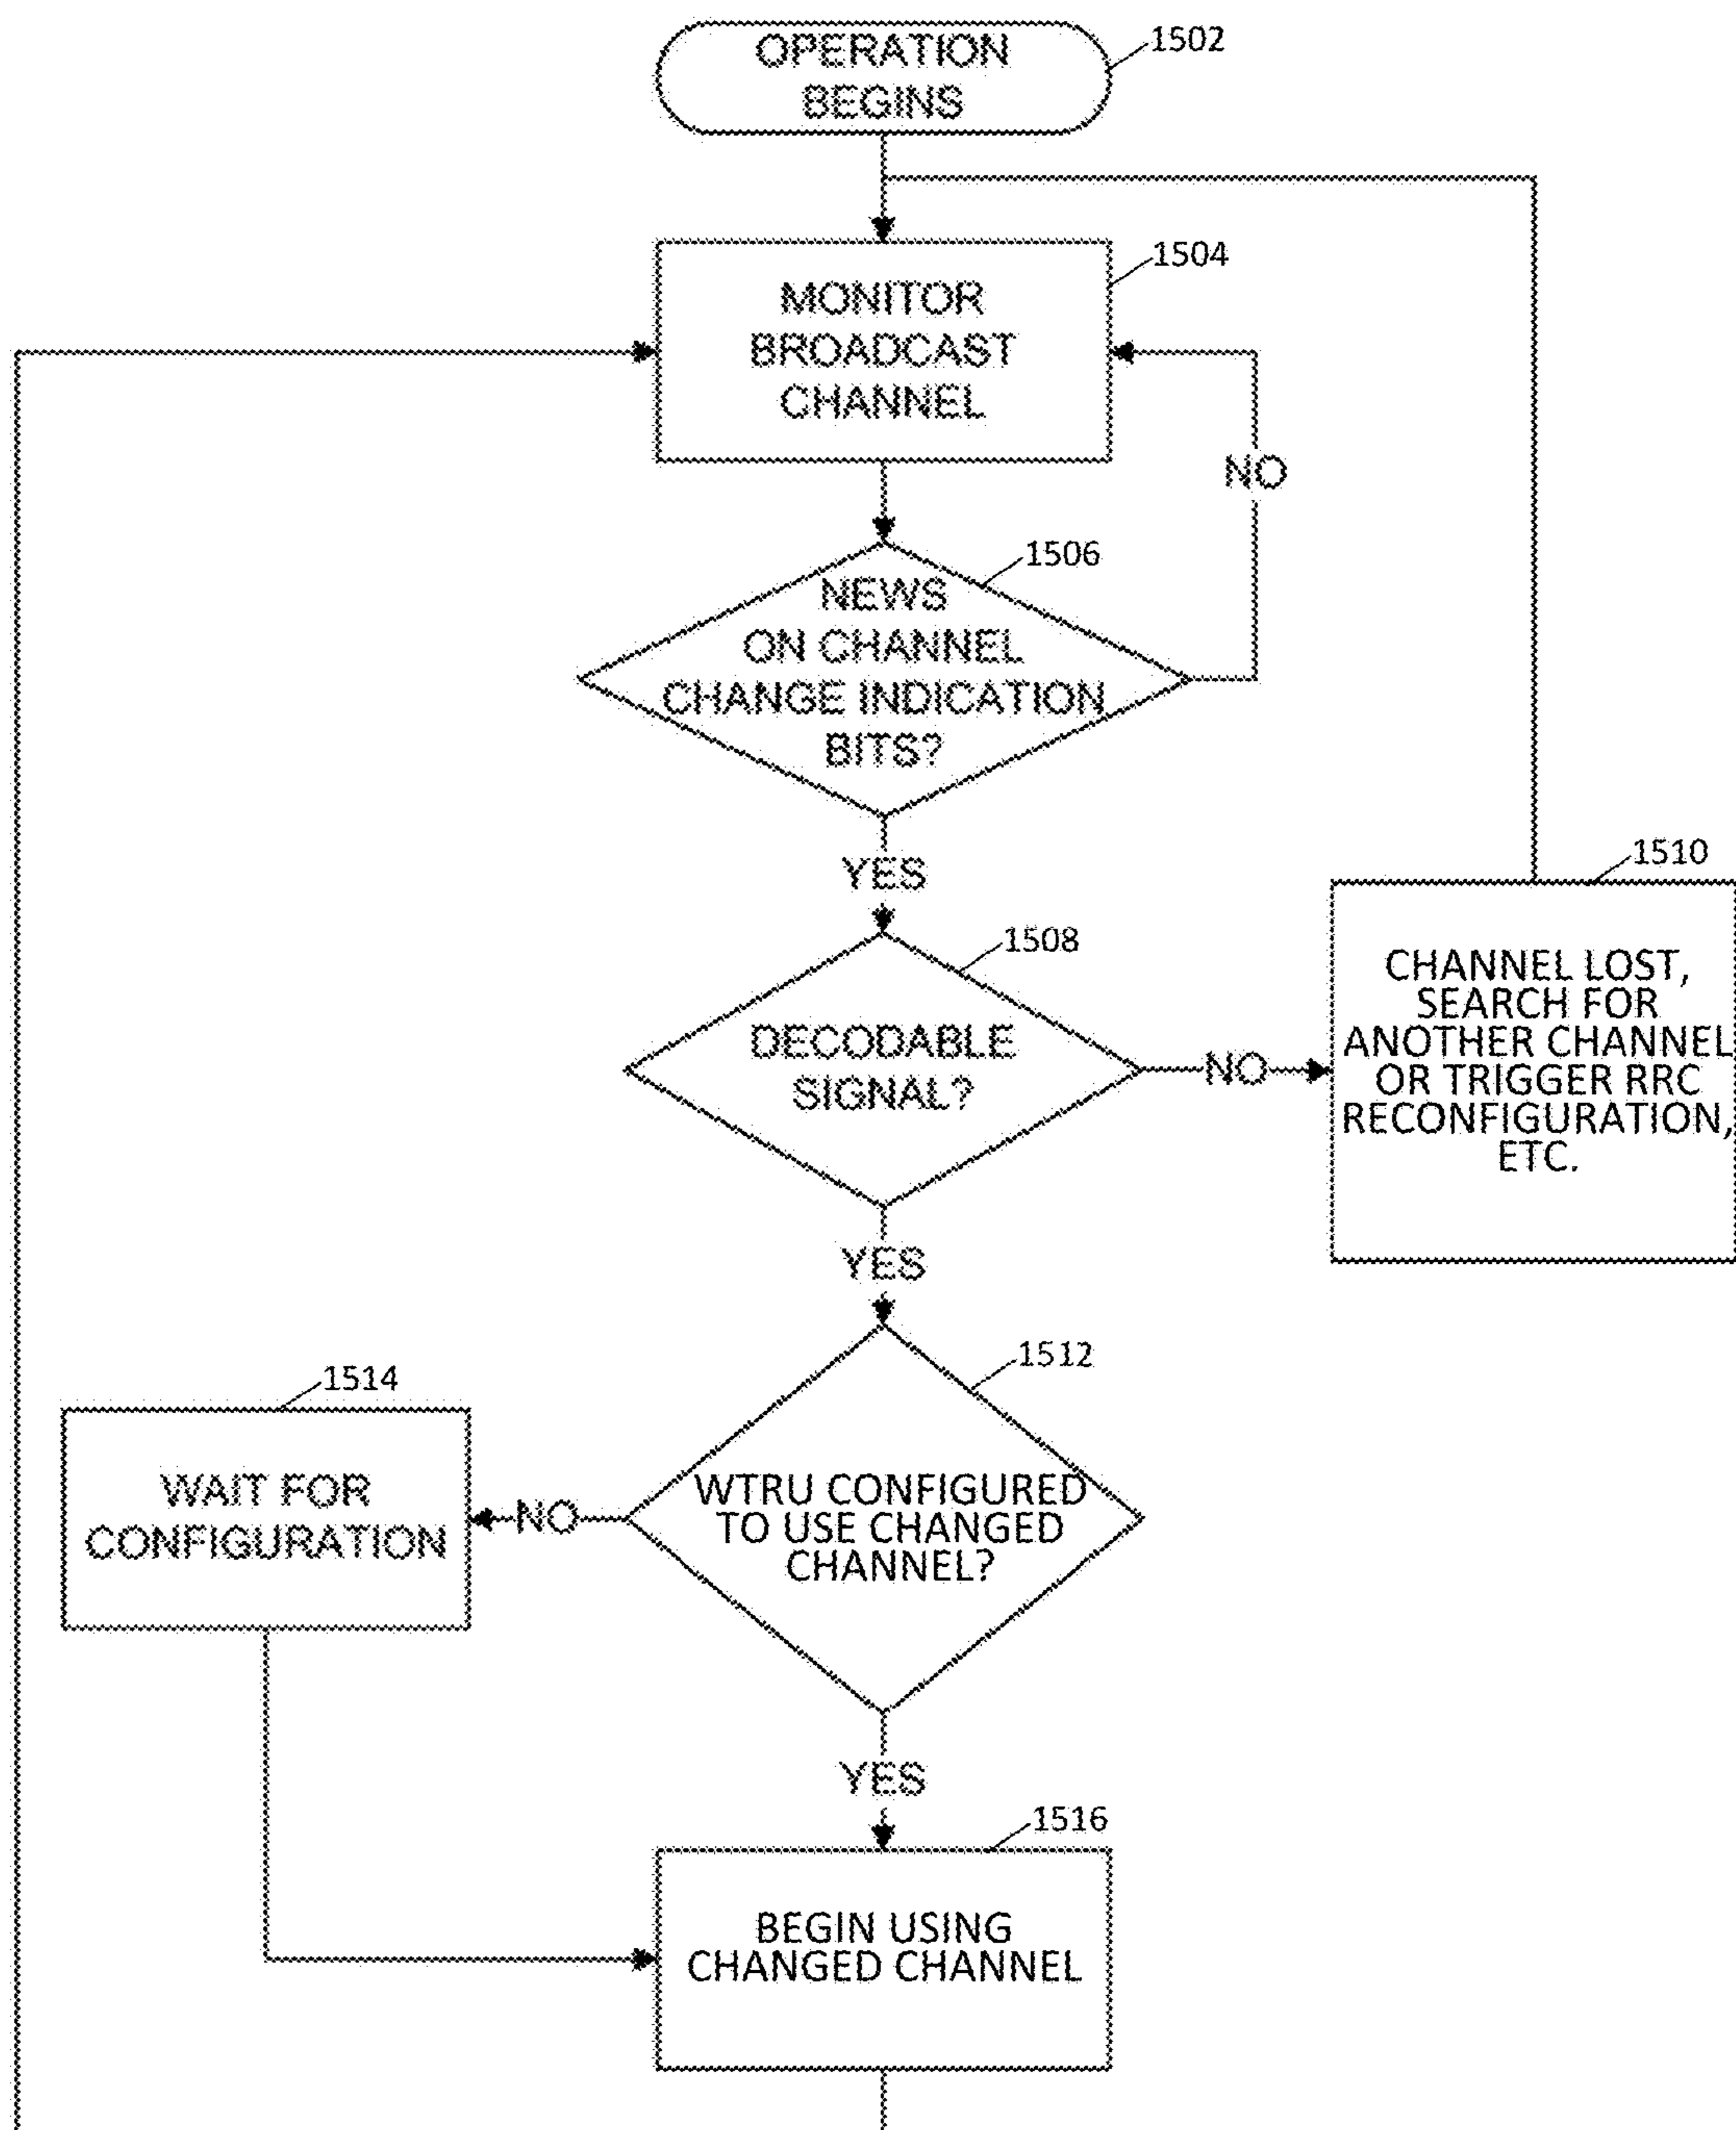 OPERATION
BEGINS
1502
1504
MONITOR
BROADCAST
CHANNEL
NO
1506
NEWS
ON CHANNEL
CHANGE INDICATION
BITS?
YES
1508
DECODABLE
SIGNAL?
NO
1510
CHANNEL LOST,
SEARCH FOR
ANOTHER CHANNEL
OR TRIGGER RRC
RECONFIGURATION,
ETC.
YES
1512
WTRU CONFIGURED
TO USE CHANGED
CHANNEL?
NO
1514
WAIT FOR
CONFIGURATION
YES
1516
BEGIN USING
CHANGED CHANNEL